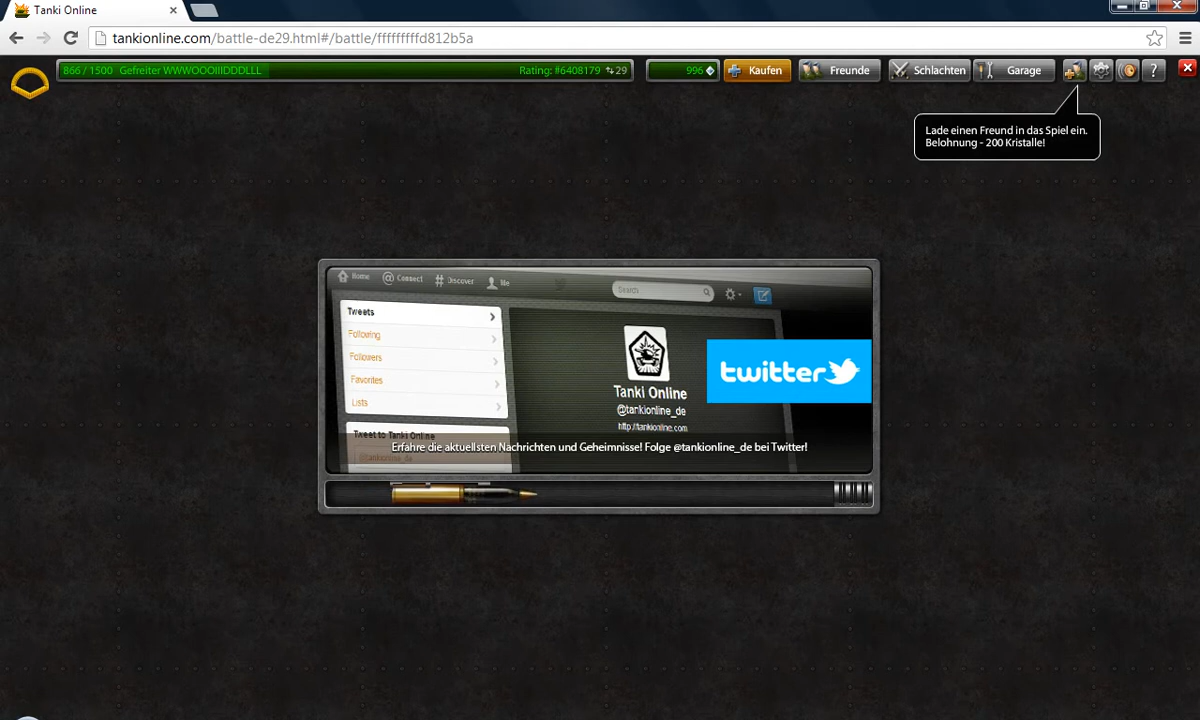 Tanki Online
tankionline.com/battle-de29.html#/battle/fffffffffd812b5a
866 / 1500 Gefreiter WWWOOOIIIDDDLLL
Rating: #6408179 29
996
Kaufen
Freunde
Schlachten
Garage
?
Lade einen Freund in das Spiel ein.
Belohnung - 200 Kristalle!
Home
Connect
Discover
Me
Search
Tweets
Following
Followers
Favorites
Lists
Tanki Online
@tankionline_de
http://tankionline.com
twitter
Tweet to Tanki Online
@tankionline_de
Erfahre die aktuellsten Nachrichten und Geheimnisse! Folge @tankionline_de bei Twitter!